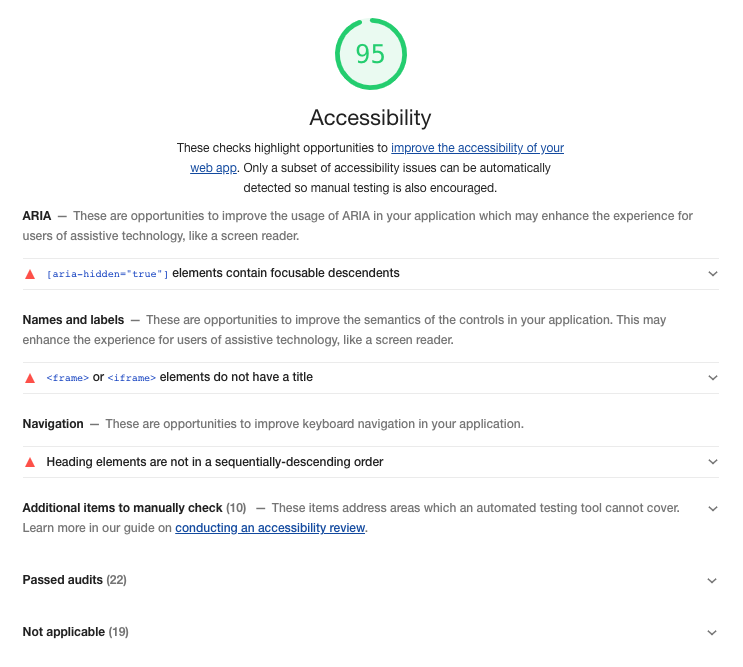 95
Accessibility
These checks highlight opportunities to improve the accessibility of your
web app. Only a subset of accessibility issues can be automatically
detected so manual testing is also encouraged.
ARIA — These are opportunities to improve the usage of ARIA in your application which may enhance the experience for
users of assistive technology, like a screen reader.
[aria-hidden="true"] elements contain focusable descendents
Names and labels — These are opportunities to improve the semantics of the controls in your application. This may
enhance the experience for users of assistive technology, like a screen reader.
<frame> or <iframe> elements do not have a title
Navigation — These are opportunities to improve keyboard navigation in your application.
Heading elements are not in a sequentially-descending order
Additional items to manually check (10) — These items address areas which an automated testing tool cannot cover.
Learn more in our guide on conducting an accessibility review.
Passed audits (22)
Not applicable (19)